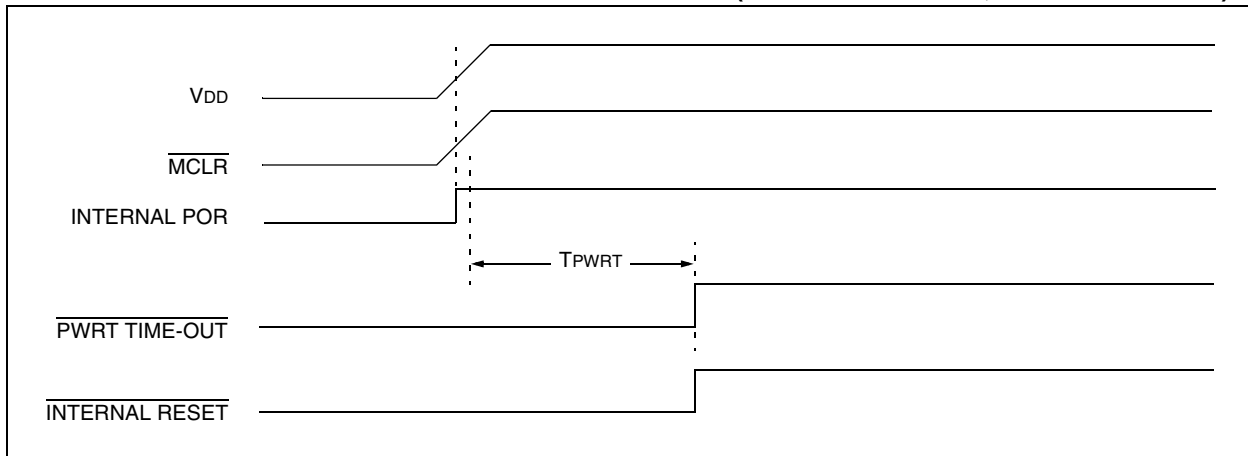 VDD
MCLR
INTERNAL POR
TPWRT
PWRT TIME-OUT
INTERNAL RESET